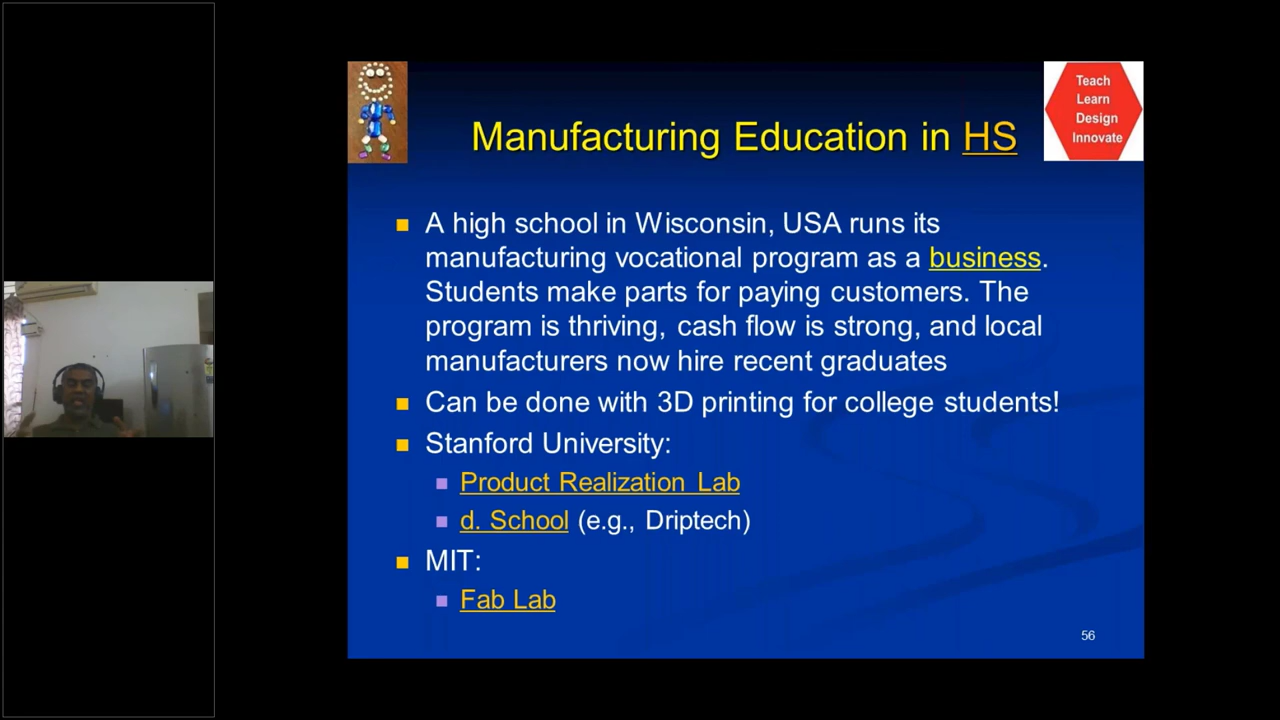 Teach
Learn
Design
Innovate
Manufacturing Education in HS
A high school in Wisconsin, USA runs its
manufacturing vocational program as a business.
Students make parts for paying customers. The
program is thriving, cash flow is strong, and local
manufacturers now hire recent graduates
Can be done with 3D printing for college students!
Stanford University:
Product Realization Lab
d. School (e.g., Driptech)
MIT:
Fab Lab
56